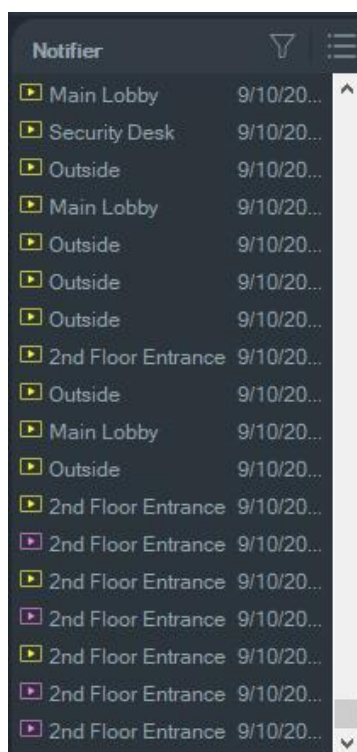 Notifier
Main Lobby 9/10/20...
Security Desk 9/10/20...
Outside 9/10/20...
Main Lobby 9/10/20...
Outside 9/10/20...
Outside 9/10/20...
Outside 9/10/20...
2nd Floor Entrance 9/10/20...
Outside 9/10/20...
Main Lobby 9/10/20...
Outside 9/10/20...
2nd Floor Entrance 9/10/20...
2nd Floor Entrance 9/10/20...
2nd Floor Entrance 9/10/20...
2nd Floor Entrance 9/10/20...
2nd Floor Entrance 9/10/20...
2nd Floor Entrance 9/10/20...
2nd Floor Entrance 9/10/20...